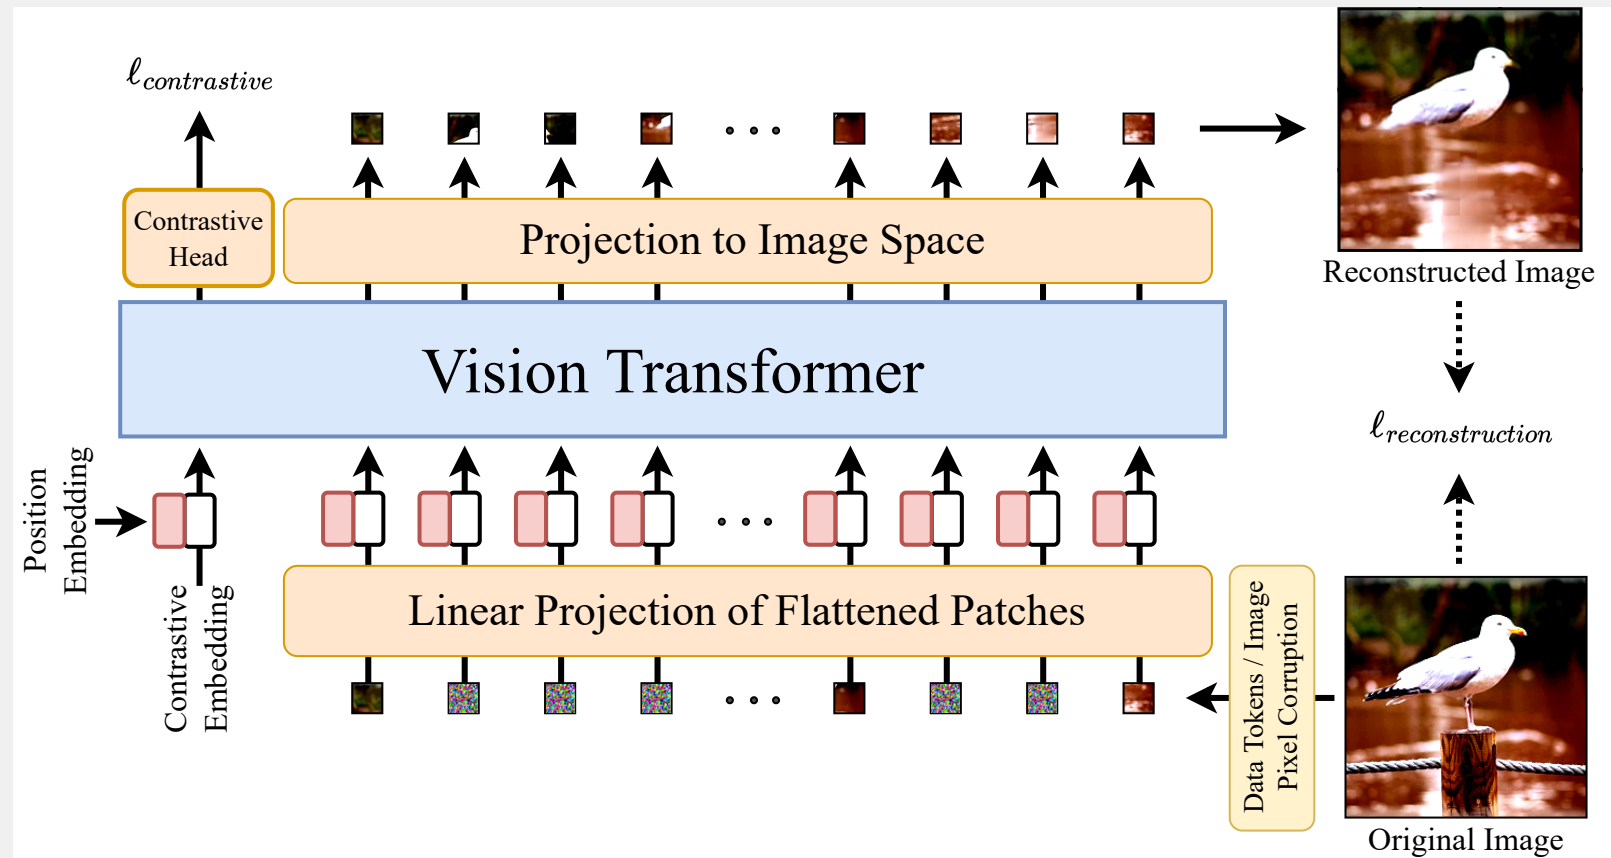 ℓcontrastive
Contrastive
Head
Projection to Image Space
Reconstructed Image
Vision Transformer
ℓreconstruction
Position
Embedding
Contrastive
Embedding
Linear Projection of Flattened Patches
Data Tokens / Image
Pixel Corruption
Original Image